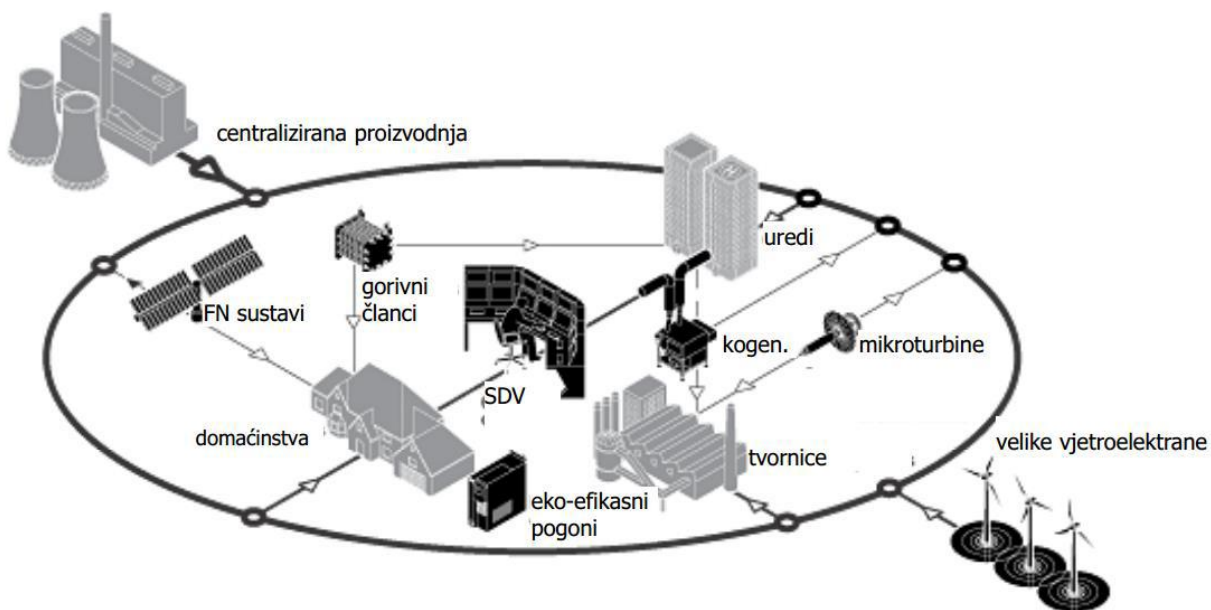 centralizirana proizvodnja
uredi
gorivni
članci
FN sustavi
kogen.
mikroturbine
SDV
domaćinstva
velike vjetroelektrane
tvornice
eko-efikasni
pogoni